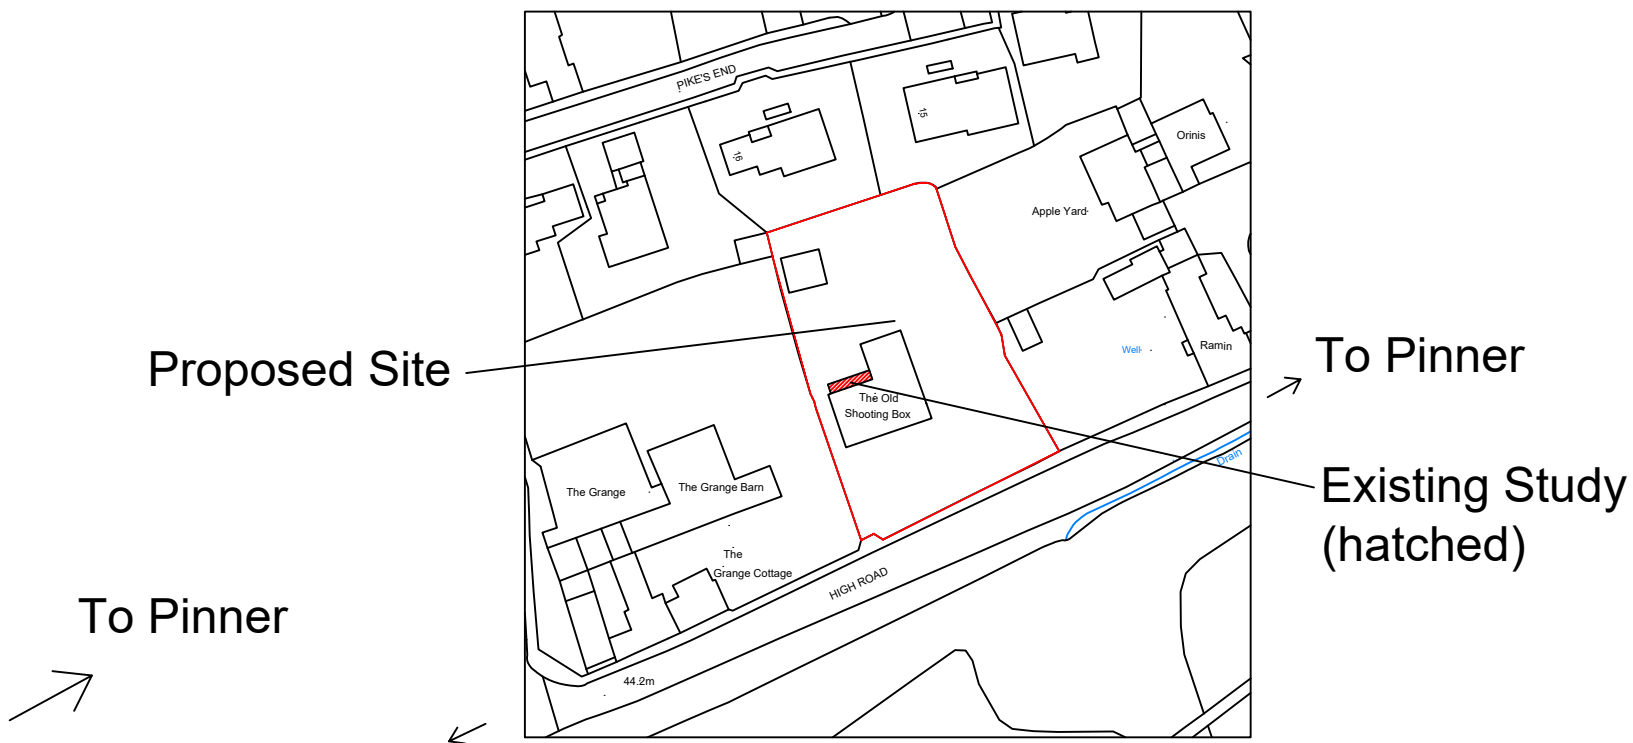 PIKE'S END
15
16
Orinis
Apple Yard
Proposed Site
Well
Ramin
To Pinner
The Old
Shooting Box
Drain
Existing Study
(hatched)
The Grange
The Grange Barn
The
Grange Cottage
HIGH ROAD
To Pinner
44.2m